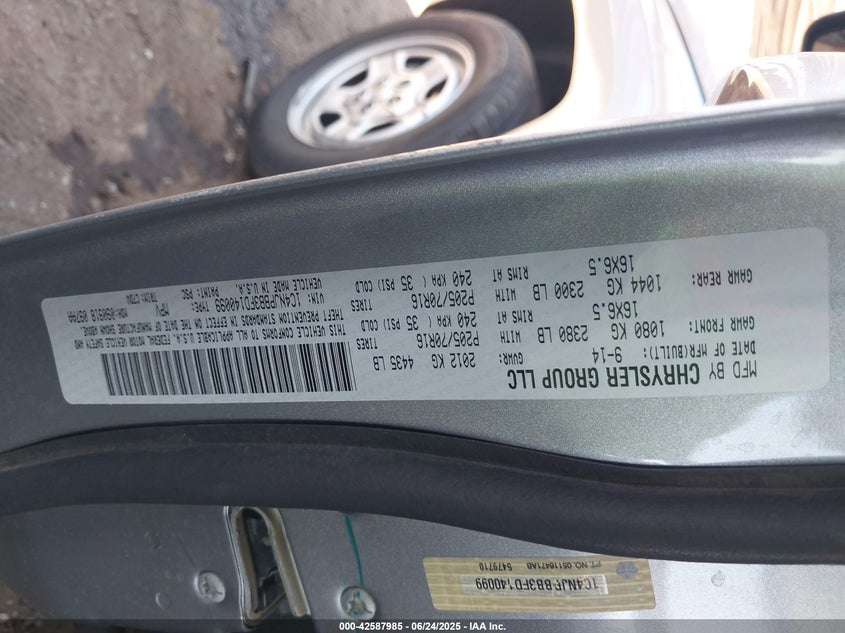 MFD BY CHRYSLER GROUP LLC
DATE OF MFR(BUILT): 9-14 GVWR: 2012 KG 4435 LB
GAWR FRONT: 1080 KG 2380 LB WITH P205/70R16 TIRES
16X6.5 RIMS AT 240 KPA ( 35 PSI) COLD
GAWR REAR: 1044 KG 2300 LB WITH P205/70R16 TIRES
16X6.5 RIMS AT 240 KPA ( 35 PSI) COLD
THIS VEHICLE CONFORMS TO ALL APPLICABLE U.S.A. FEDERAL MOTOR VEHICLE SAFETY AND
THEFT PREVENTION STANDARDS IN EFFECT ON THE DATE OF MANUFACTURE SHOWN ABOVE.
VIN: 1C4NJPBB3FD140099 TYPE: MPV
VEHICLE MADE IN U.S.A. PAINT: PSC
1C4NJPBB3FD140099
PT. NO. 05116471AB
5479710
000-42587985 - 06/24/2025 - IAA Inc.